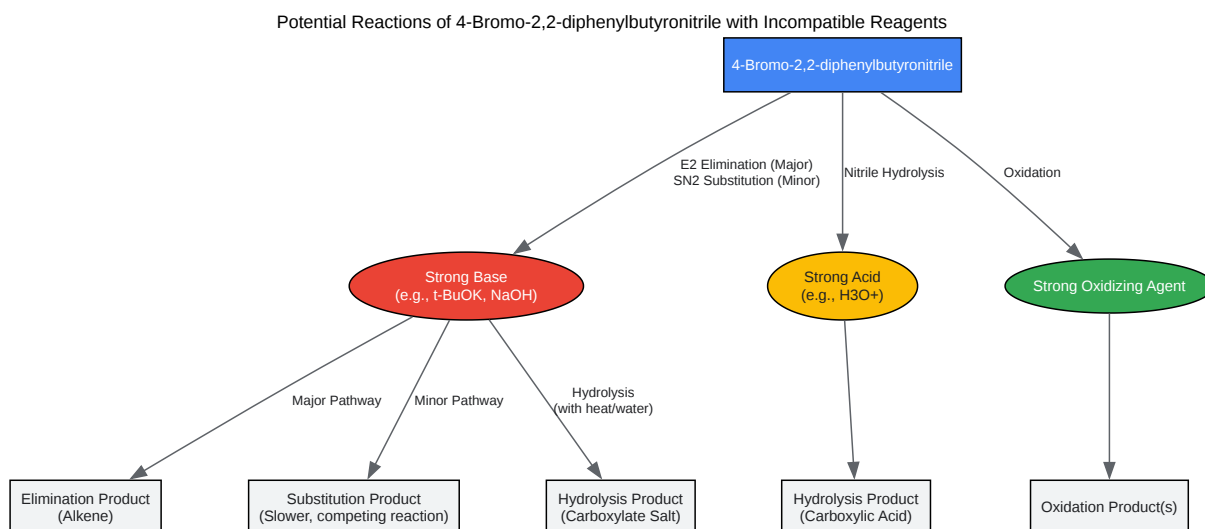 Potential Reactions of 4-Bromo-2,2-diphenylbutyronitrile with Incompatible Reagents
4-Bromo-2,2-diphenylbutyronitrile
E2 Elimination (Major)
SN2 Substitution (Minor)
Nitrile Hydrolysis
Oxidation
Strong Base
(e.g., t-BuOK, NaOH)
Strong Acid
(e.g., H3O+)
Strong Oxidizing Agent
Major Pathway
Minor Pathway
Hydrolysis
(with heat/water)
Elimination Product
(Alkene)
Substitution Product
(Slower, competing reaction)
Hydrolysis Product
(Carboxylate Salt)
Hydrolysis Product
(Carboxylic Acid)
Oxidation Product(s)